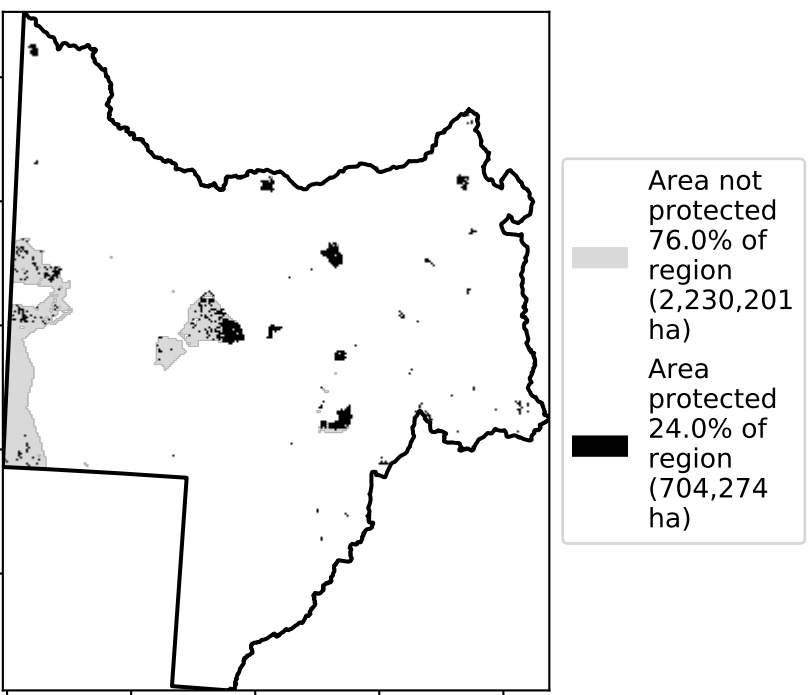 Area not
protected
76.0% of
region
(2,230,201
ha)
Area
protected
24.0% of
region
(704,274
ha)